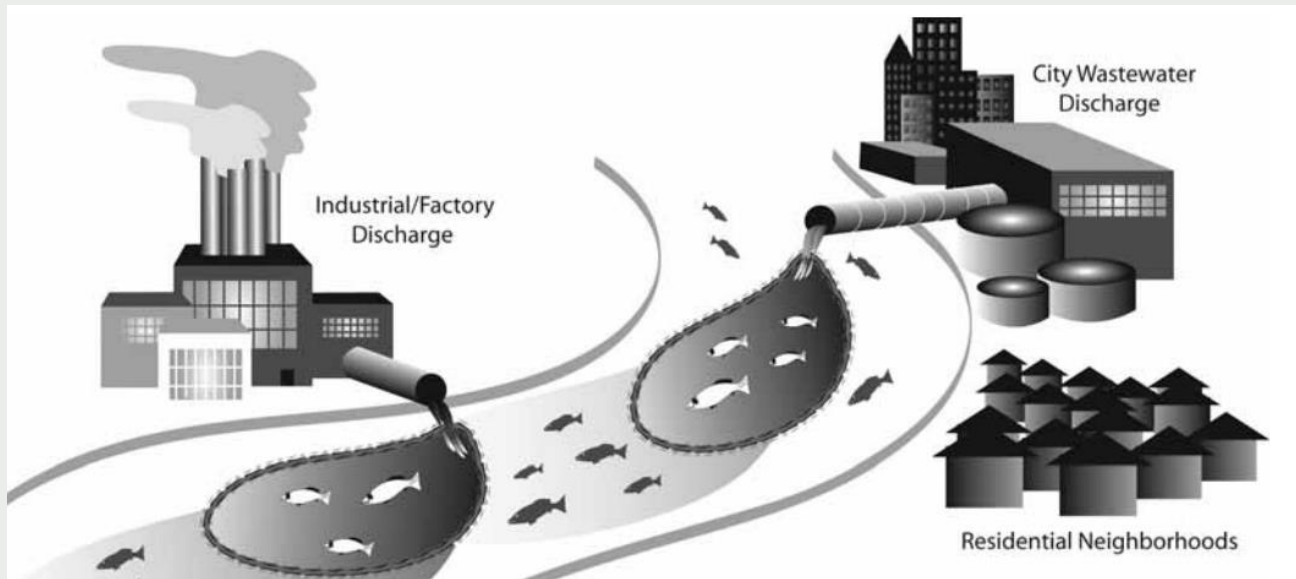 City Wastewater
Discharge
Industrial/Factory
Discharge
Residential Neighborhoods